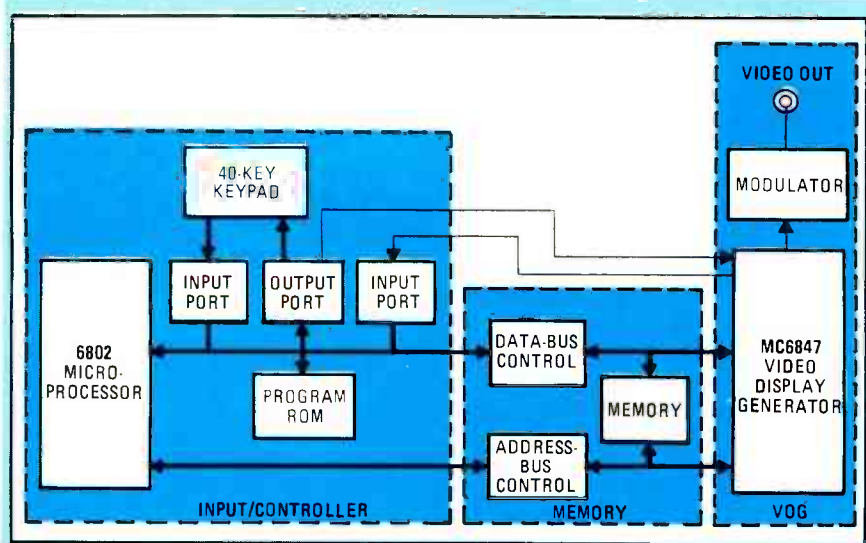 VIDEO OUT
MODULATOR
40-KEY
KEYPAD
INPUT
PORT
OUTPUT
PORT
INPUT
PORT
6802
MICRO-
PROCESSOR
PROGRAM
ROM
DATA-BUS
CONTROL
MEMORY
ADDRESS-
BUS
CONTROL
MC6847
VIDEO
DISPLAY
GENERATOR
INPUT/CONTROLLER
MEMORY
VOG